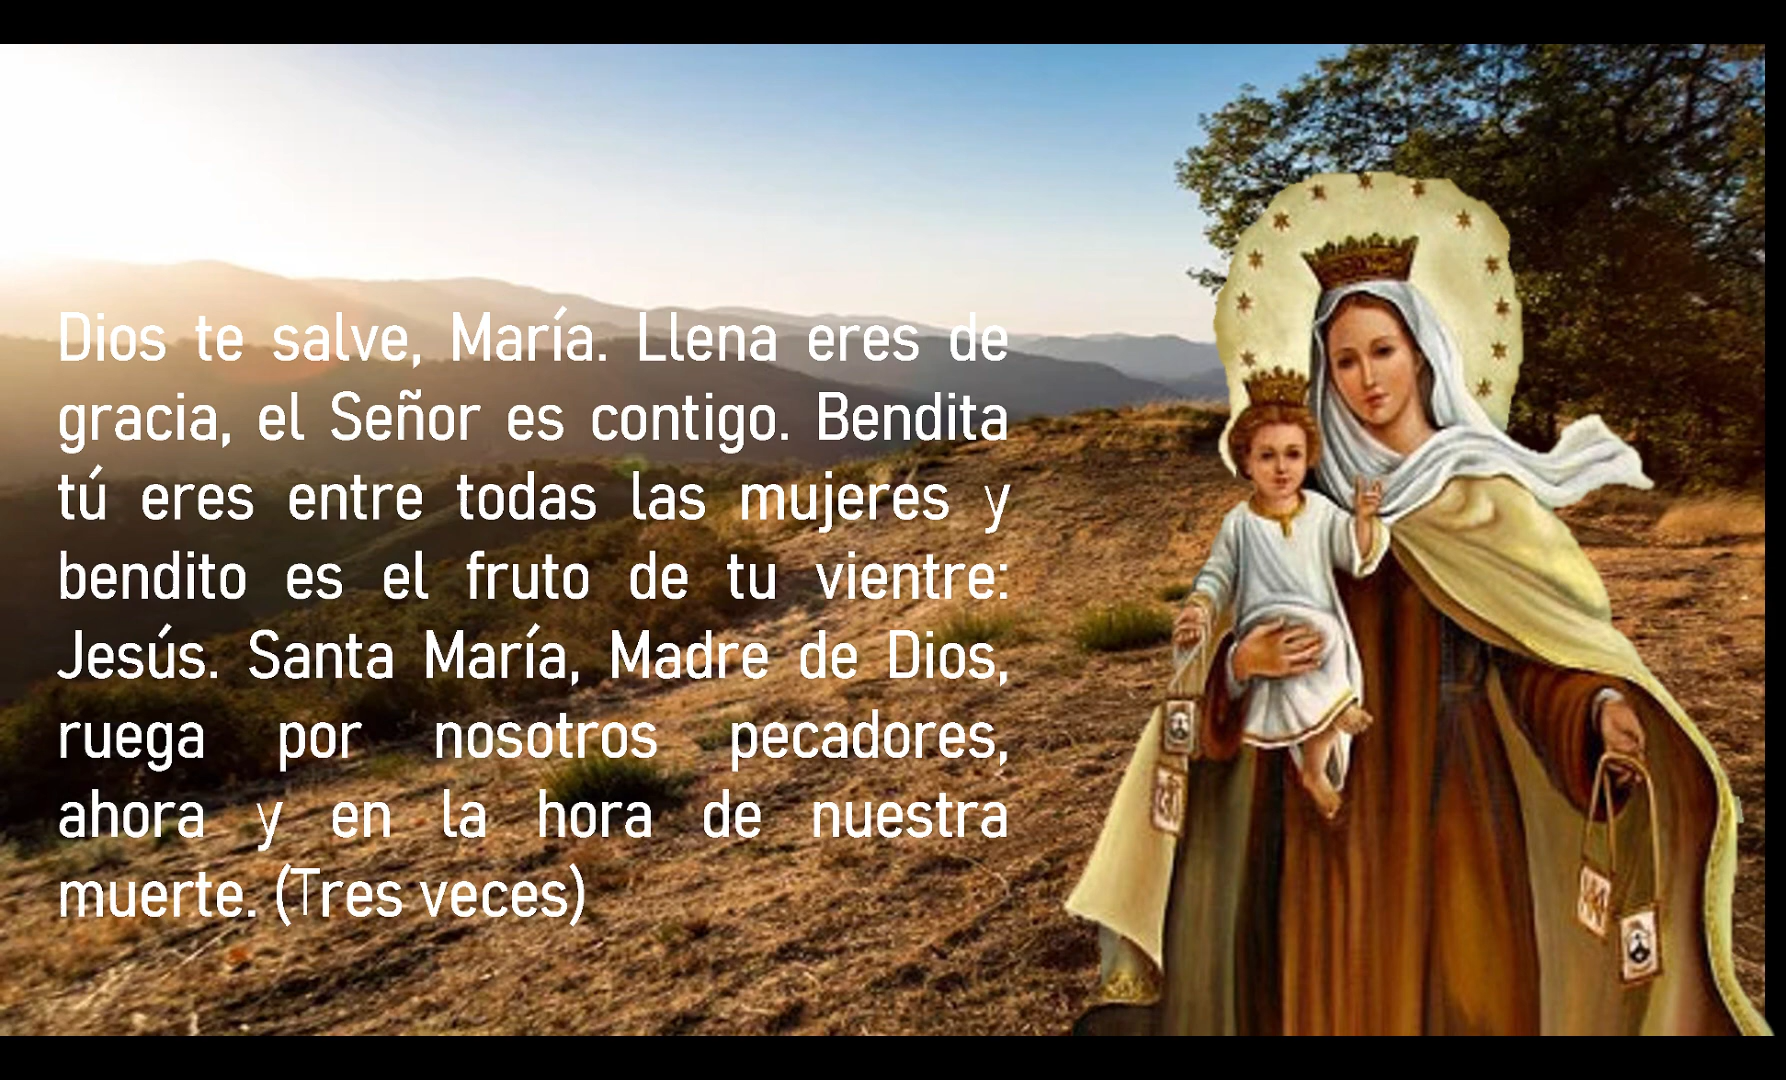 Dios te salve, María. Llena eres de
gracia, el Señor es contigo. Bendita
tú eres entre todas las mujeres y
bendito es el fruto de tu vientre:
Jesús. Santa María, Madre de Dios,
ruega por nosotros pecadores,
ahora y en la hora de nuestra
muerte. (Tres veces)